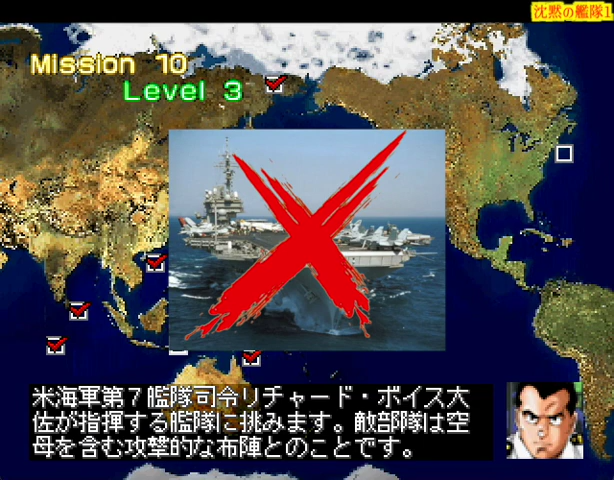 沈黙の艦隊1
Mission 10
Level 3
米海軍第7艦隊司令リチャード・ボイス大
佐が指揮する艦隊に挑みます。敵部隊は空
母を含む攻撃的な布陣とのことです。